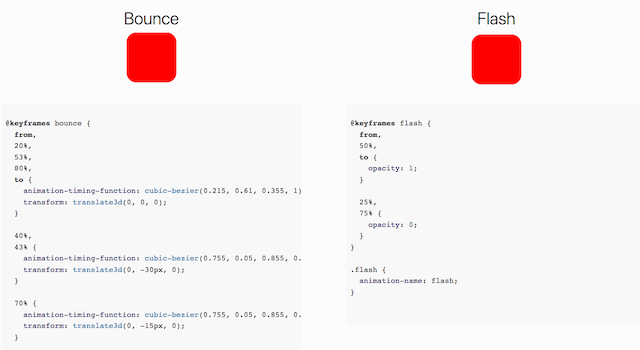 Bounce
@keyframes bounce {
from,
20%,
53%,
80%,
to {
animation-timing-function: cubic-bezier(0.215, 0.61, 0.355, 1)
transform: translate3d(0, 0, 0);
}
40%,
43% {
animation-timing-function: cubic-bezier(0.755, 0.05, 0.855, 0.
transform: translate3d(0, -30px, 0);
}
70% {
animation-timing-function: cubic-bezier(0.755, 0.05, 0.855, 0.
transform: translate3d(0, -15px, 0);
}
Flash
@keyframes flash {
from,
50%,
to {
opacity: 1;
}
25%,
75% {
opacity: 0;
}
}
.flash {
animation-name: flash;
}